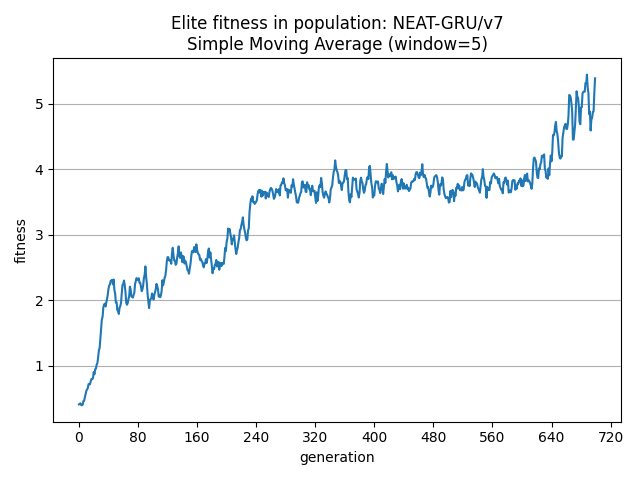 Elite fitness in population: NEAT-GRU/v7
Simple Moving Average (window=5)
5
4
3
2
1
fitness
0 80 160 240 320 400 480 560 640 720
generation